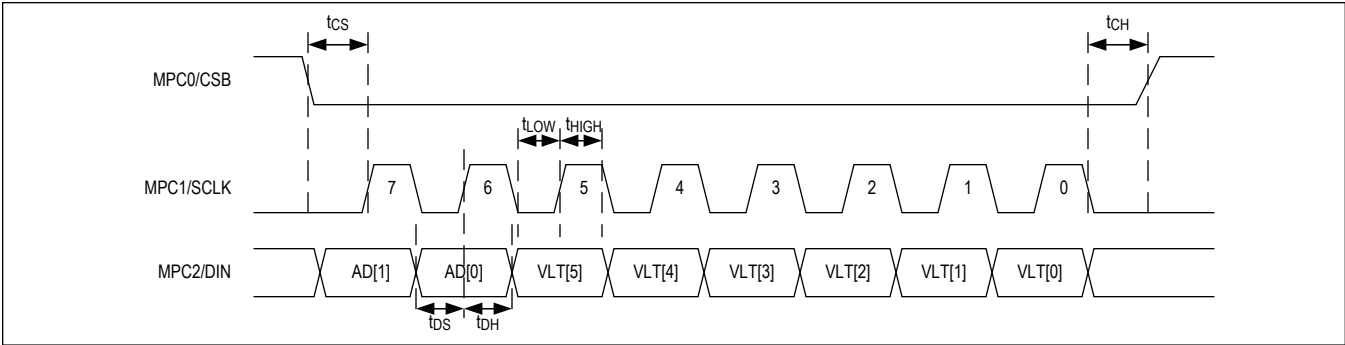 tCS tCH
MPC0/CSB
tLOW tHIGH
MPC1/SCLK 7 6 5 4 3 2 1 0
MPC2/DIN AD[1] AD[0] VLT[5] VLT[4] VLT[3] VLT[2] VLT[1] VLT[0]
tDS tDH